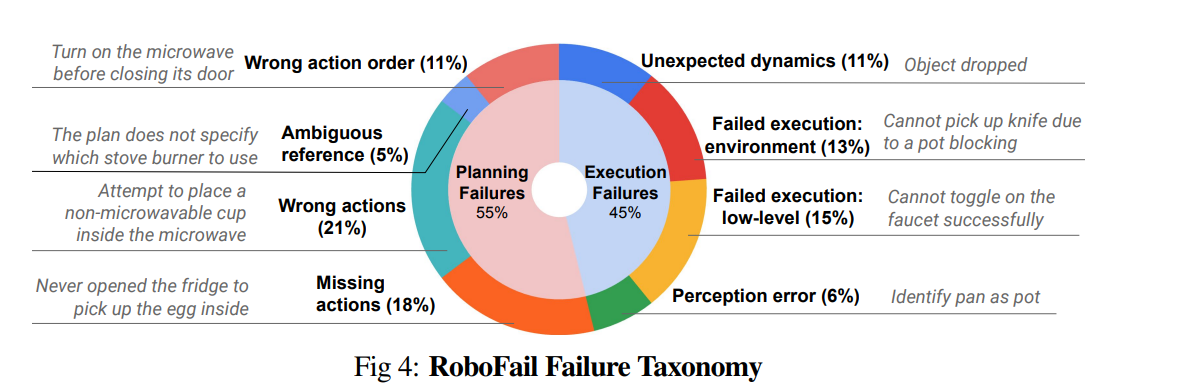 Turn on the microwave
before closing its door
Wrong action order (11%)
The plan does not specify
which stove burner to use
Ambiguous
reference (5%)
Attempt to place a
non-microwavable cup
inside the microwave
Wrong actions
(21%)
Never opened the fridge to
pick up the egg inside
Missing
actions (18%)
Planning
Failures
55%
Execution
Failures
45%
Unexpected dynamics (11%)
Object dropped
Failed execution:
environment (13%)
Cannot pick up knife due
to a pot blocking
Failed execution:
low-level (15%)
Cannot toggle on the
faucet successfully
Perception error (6%)
Identify pan as pot
Fig 4: RoboFail Failure Taxonomy